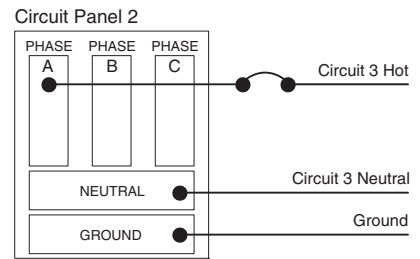 Circuit Panel 2
PHASE PHASE PHASE
A B C
Circuit 3 Hot
NEUTRAL
Circuit 3 Neutral
GROUND
Ground